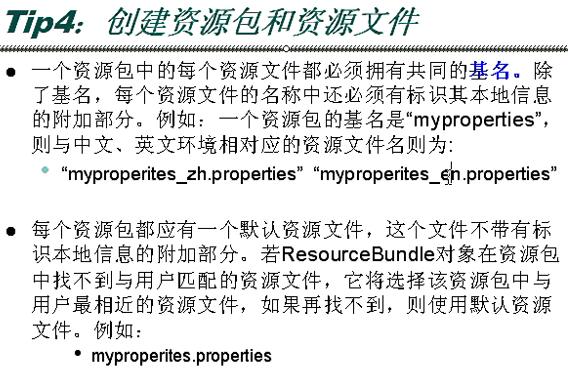 Tip4：创建资源包和资源文件
● 一个资源包中的每个资源文件都必须拥有共同的基名。除
了基名，每个资源文件的名称中还必须有标识其本地信息
的附加部分。例如：一个资源包的基名是“myproperties”，
则与中文、英文环境相对应的资源文件名则为:
• “myproperites_zh.properties” “myproperites_en.properties”
● 每个资源包都应有一个默认资源文件，这个文件不带有标
识本地信息的附加部分。若ResourceBundle对象在资源包
中找不到与用户匹配的资源文件，它将选择该资源包中与
用户最相近的资源文件，如果再找不到，则使用默认资源
文件。例如：
• myproperites.properties